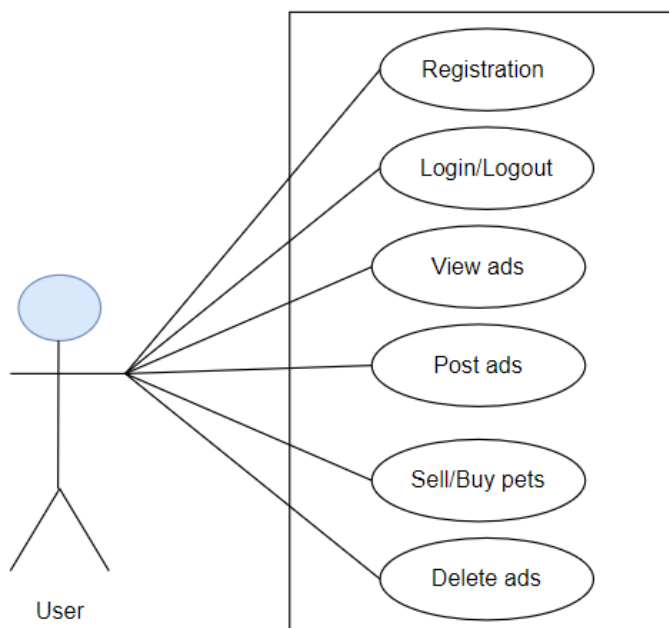 Registration
Login/Logout
View ads
Post ads
Sell/Buy pets
Delete ads
User